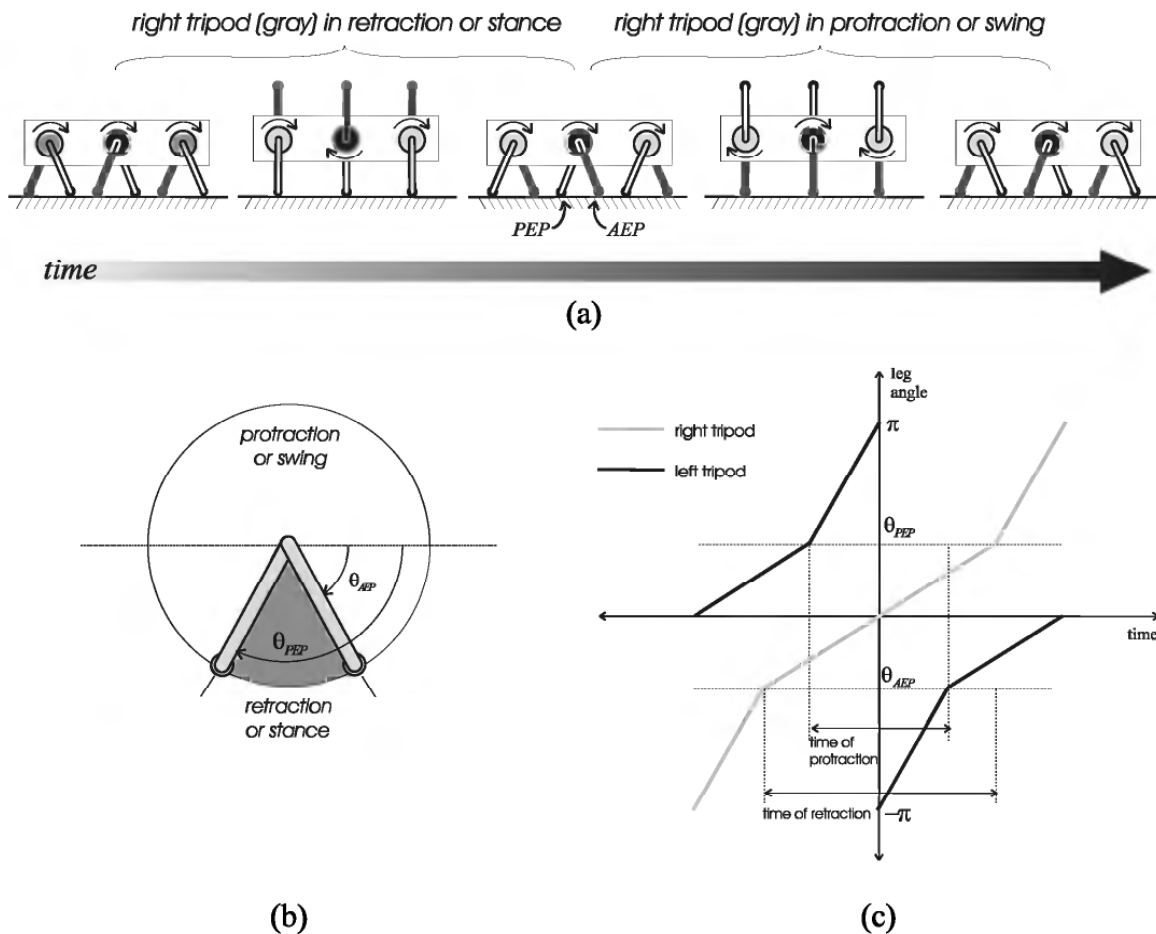 right tripod (gray) in retraction or stance
right tripod (gray) in protraction or swing
PEP
AEP
time
(a)
protraction
or swing
θAEP
θPEP
retraction
or stance
(b)
leg
angle
right tripod
left tripod
π
θPEP
time
θAEP
time of
protraction
time of retraction
−π
(c)